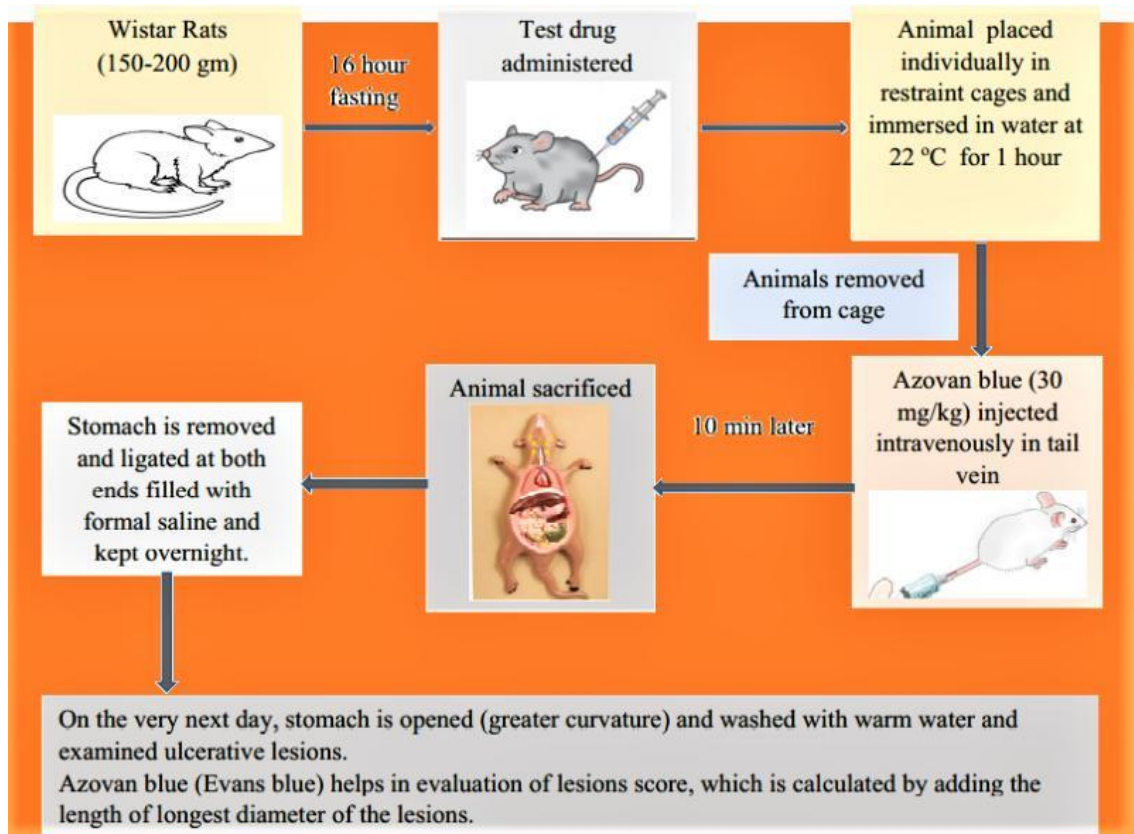 Wistar Rats
(150-200 gm)
16 hour
fasting
Test drug
administered
Animal placed
individually in
restraint cages and
immersed in water at
22 ºC for 1 hour
Animals removed
from cage
Azovan blue (30
mg/kg) injected
intravenously in tail
vein
10 min later
Animal sacrificed
Stomach is removed
and ligated at both
ends filled with
formal saline and
kept overnight.
On the very next day, stomach is opened (greater curvature) and washed with warm water and
examined ulcerative lesions.
Azovan blue (Evans blue) helps in evaluation of lesions score, which is calculated by adding the
length of longest diameter of the lesions.